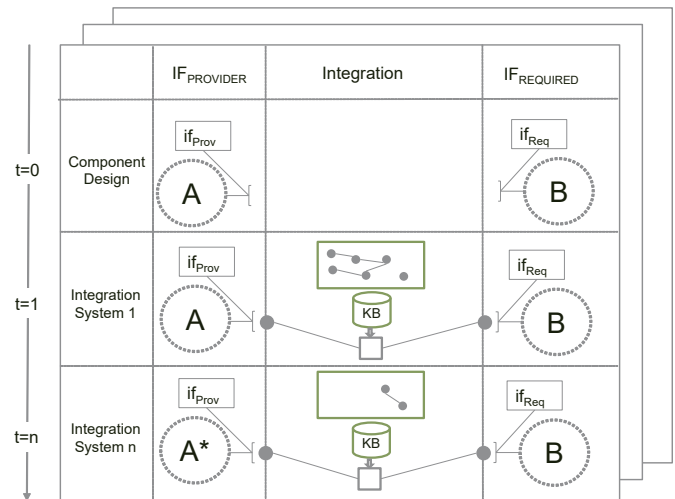 IFPROVIDER Integration IFREQUIRED
t=0
Component
Design
ifProv
A
ifReq
B
t=1
Integration
System 1
ifProv
A
KB
ifReq
B
t=n
Integration
System n
ifProv
A*
KB
ifReq
B